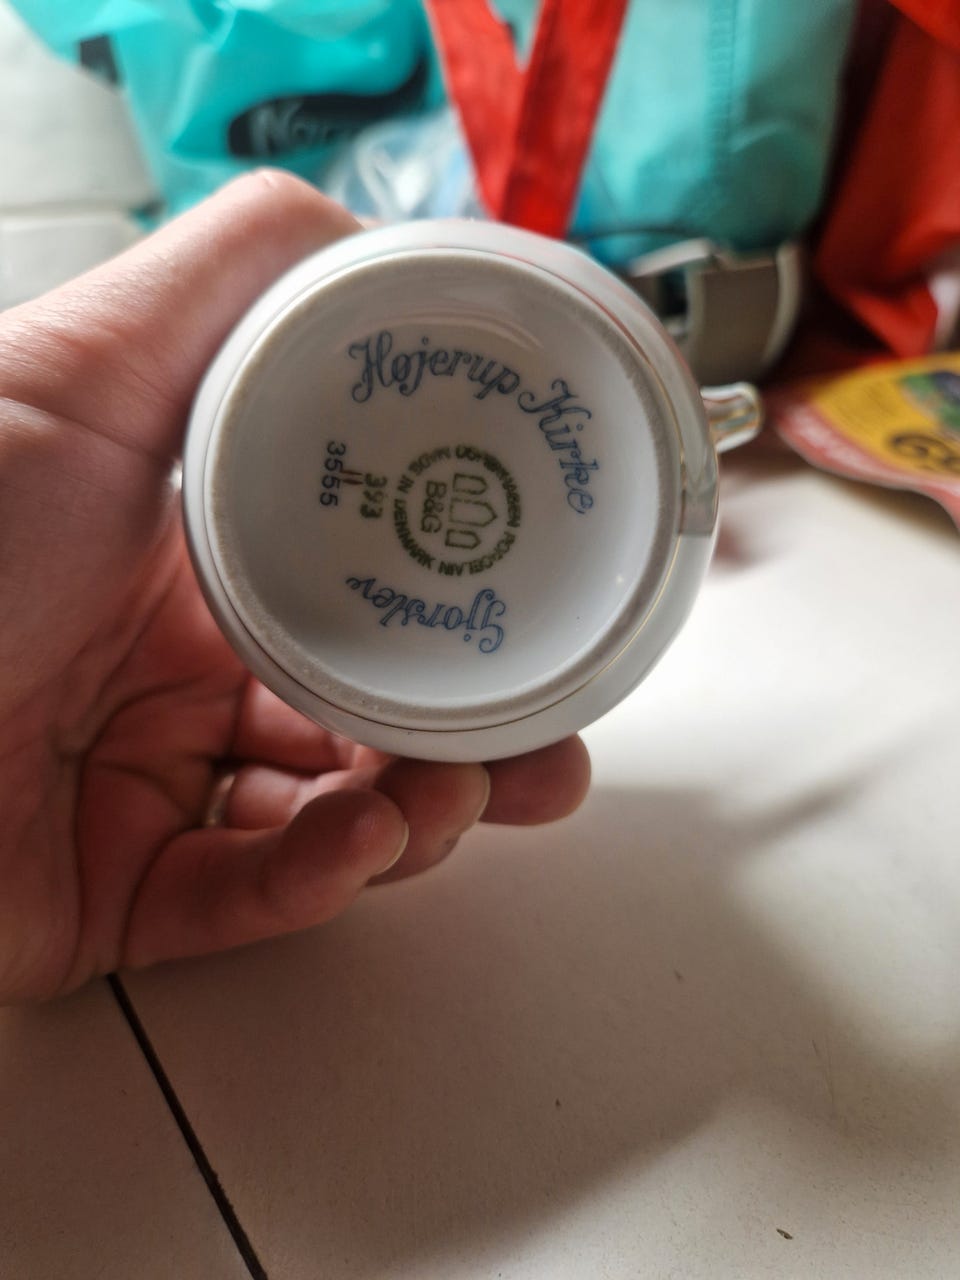 Højerup Kirke
3555
393
B&G
COPENHAGEN PORCELAIN
MADE IN DENMARK
Gjorslev